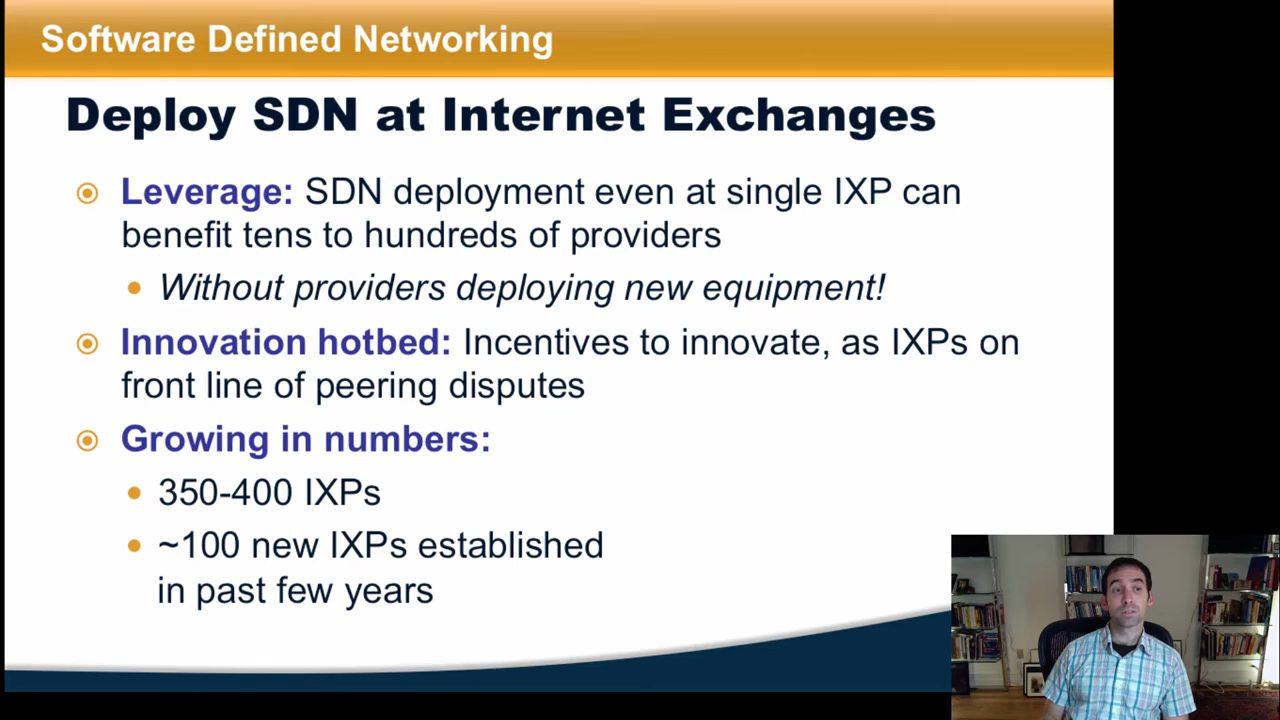 Software Defined Networking
Deploy SDN at Internet Exchanges
Leverage: SDN deployment even at single IXP can
benefit tens to hundreds of providers
Without providers deploying new equipment!
Innovation hotbed: Incentives to innovate, as IXPs on
front line of peering disputes
Growing in numbers:
350-400 IXPs
~100 new IXPs established
in past few years